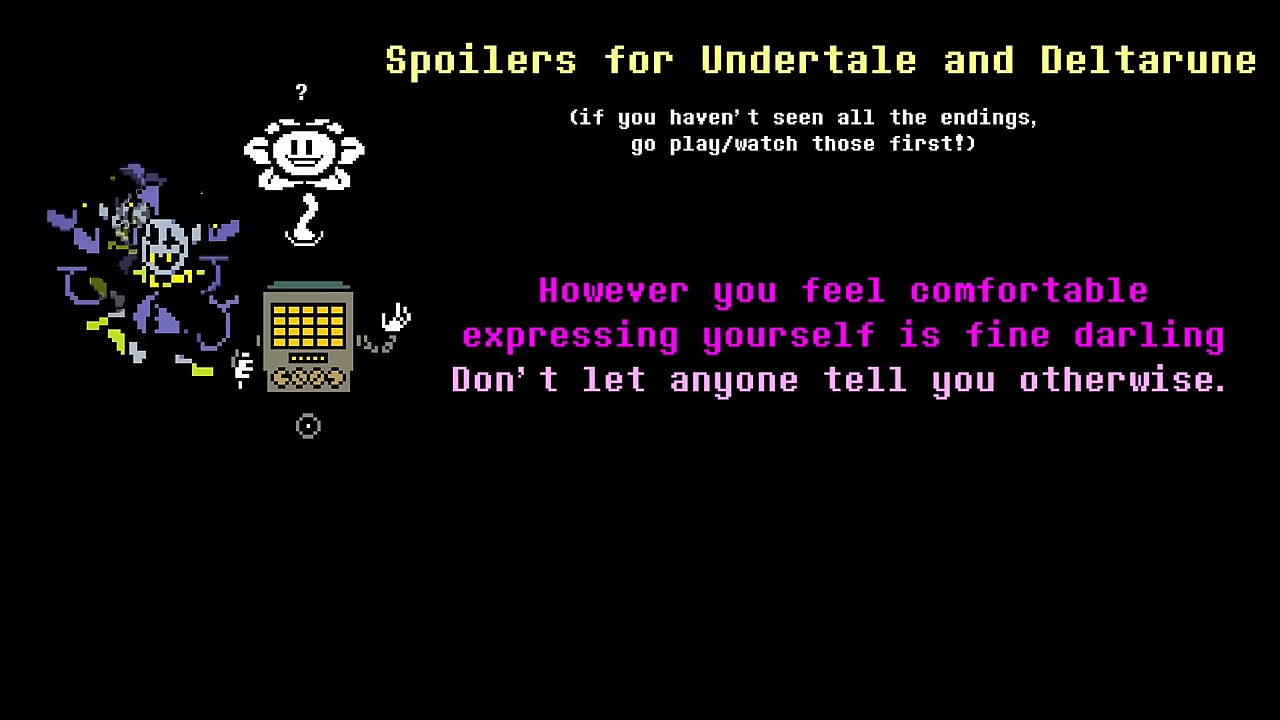 Spoilers for Undertale and Deltarune
?
(if you haven't seen all the endings,
go play/watch those first!)
However you feel comfortable
expressing yourself is fine darling
Don't let anyone tell you otherwise.